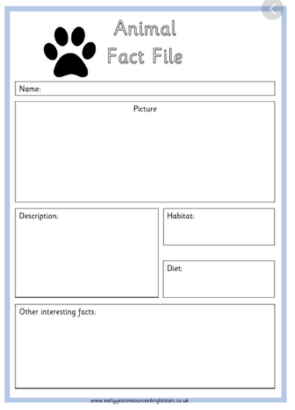 Animal
Fact File
Name:
Picture
Description:
Habitat:
Diet:
Other interesting facts: